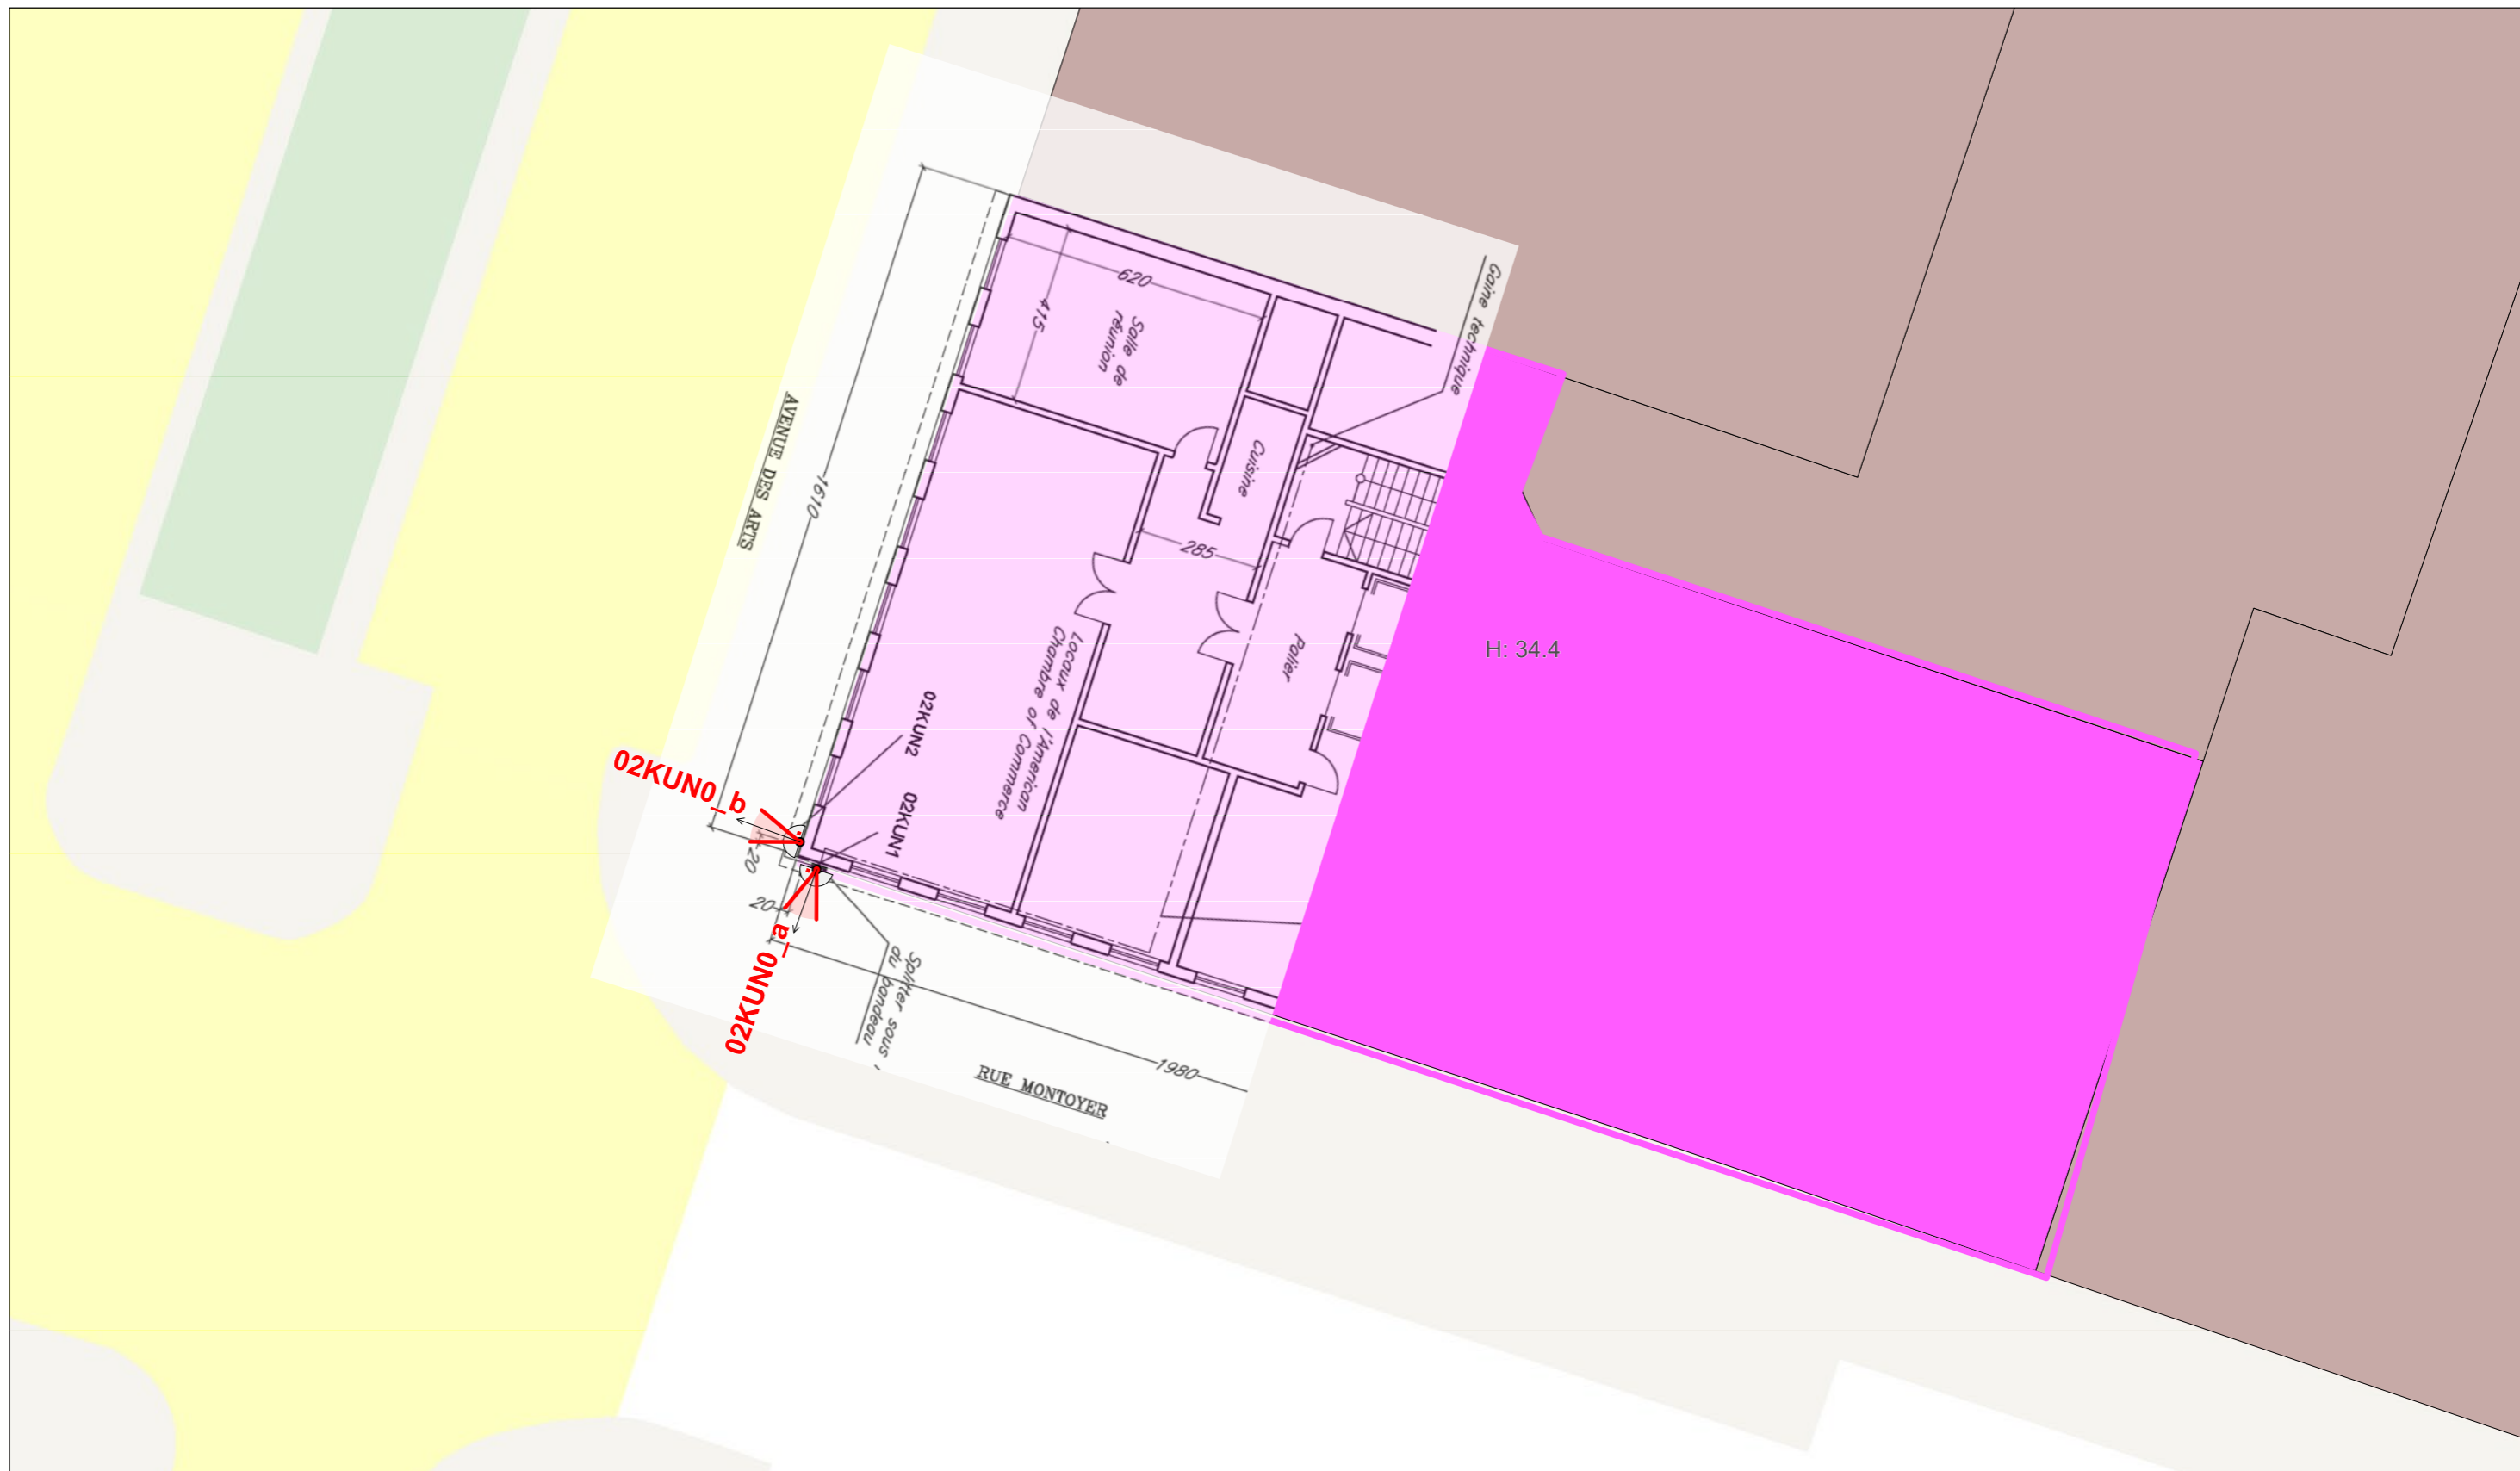 Gaine technique
620
415
Salle de
réunion
AVENUE DES ARTS
1610
Cuisine
285
Palier
H: 34.4
Locaux de l'American
Chambre of Commerce
02KUN2
02KUN1
02KUN0_b
20
20
02KUN0_a
Splitter sous
du bandeau
1980
RUE MONTOYER